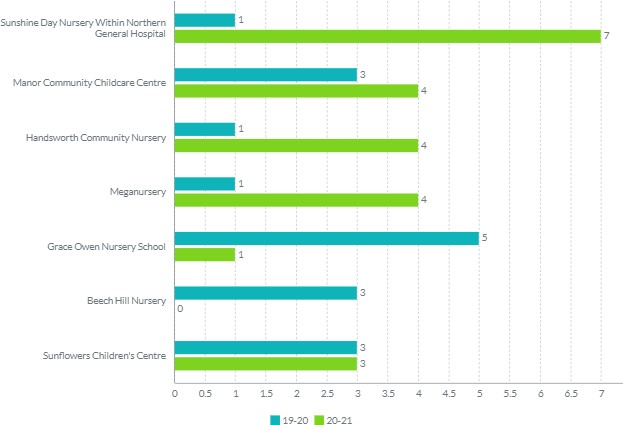 Sunshine Day Nursery Within Northern
General Hospital
1
7
Manor Community Childcare Centre
3
4
Handsworth Community Nursery
1
4
Meganursery
1
4
Grace Owen Nursery School
5
1
Beech Hill Nursery
3
0
Sunflowers Children's Centre
3
3
0 0.5 1 1.5 2 2.5 3 3.5 4 4.5 5 5.5 6 6.5 7
19-20 20-21